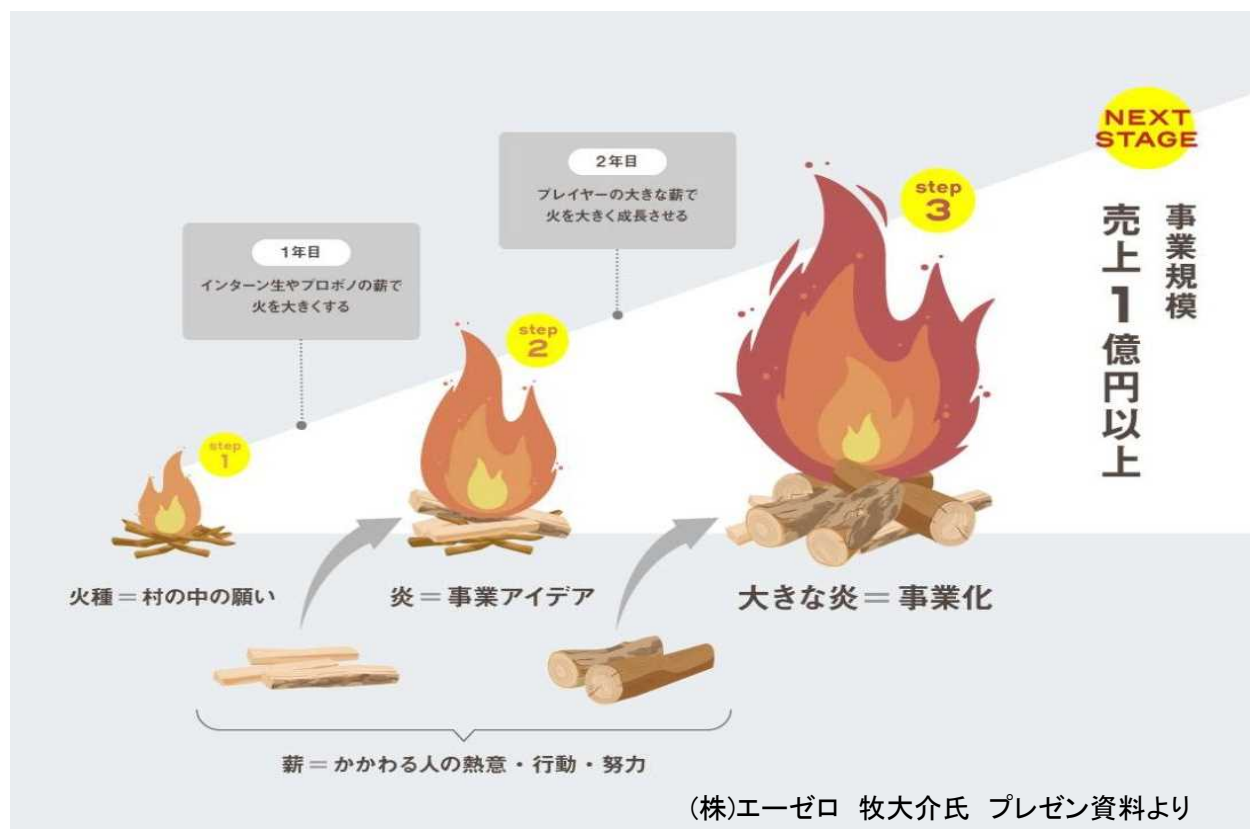 NEXT
STAGE
事業規模
売上1億円以上
step
3
2年目
プレイヤーの大きな薪で
火を大きく成長させる
1年目
インターン生やプロボノの薪で
火を大きくする
step
2
step
1
火種＝村の中の願い
炎＝事業アイデア
大きな炎＝事業化
薪＝かかわる人の熱意・行動・努力
(株)エーゼロ　牧大介氏　プレゼン資料より